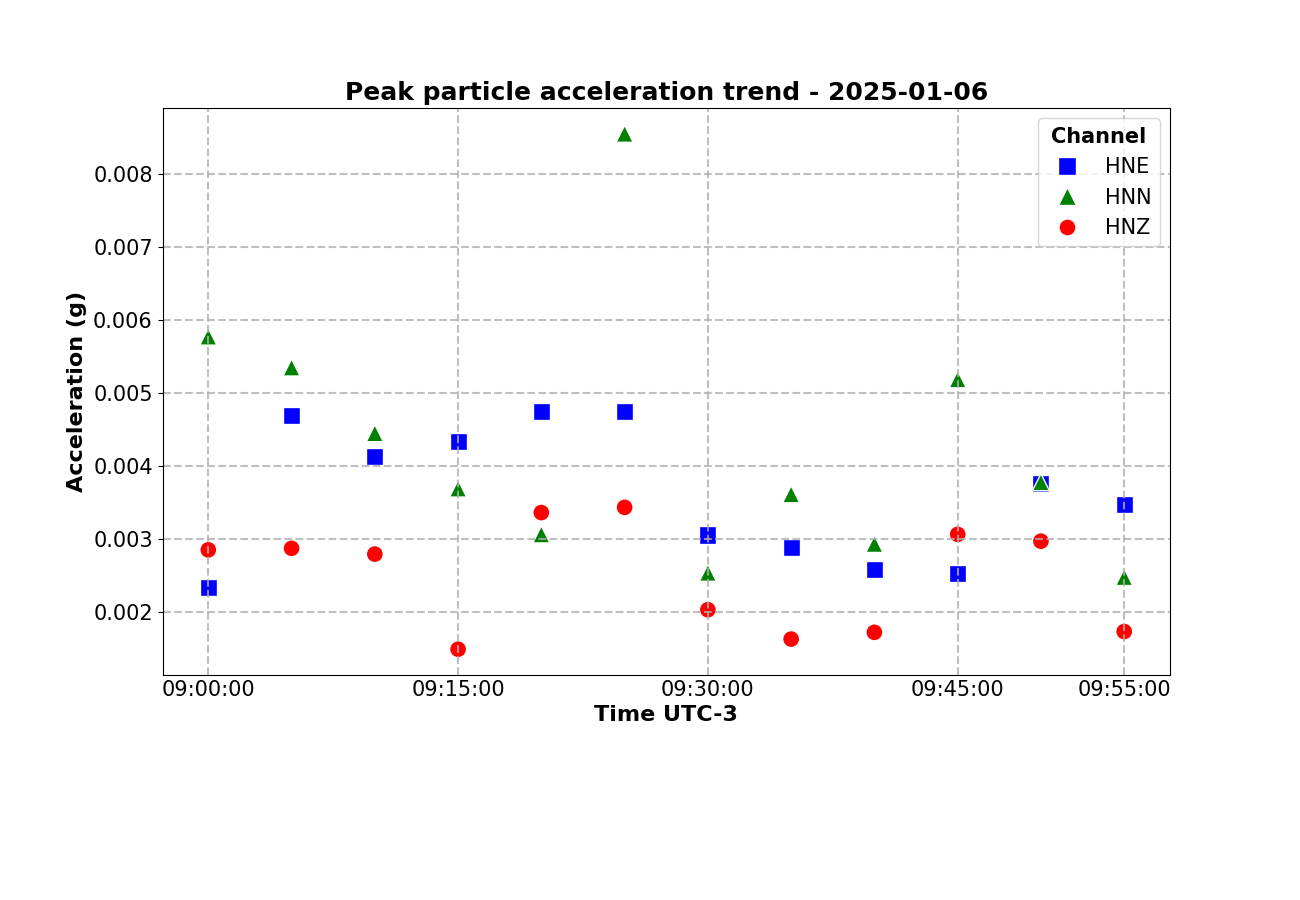 Peak particle acceleration trend - 2025-01-06
Channel
HNE
HNN
HNZ
Acceleration (g)
0.008
0.007
0.006
0.005
0.004
0.003
0.002
09:00:00 09:15:00 09:30:00 09:45:00 09:55:00
Time UTC-3